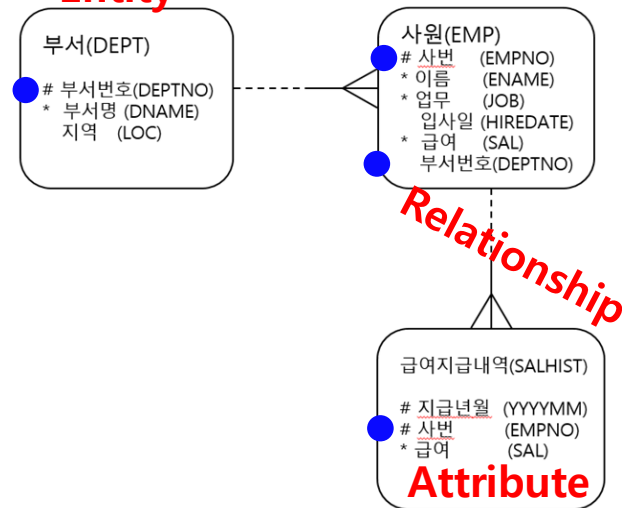 Entity
부서(DEPT)
# 부서번호(DEPTNO)
* 부서명 (DNAME)
지역 (LOC)
사원(EMP)
# 사번 (EMPNO)
* 이름 (ENAME)
* 업무 (JOB)
입사일 (HIREDATE)
* 급여 (SAL)
부서번호(DEPTNO)
Relationship
급여지급내역(SALHIST)
# 지급년월 (YYYYMM)
# 사번 (EMPNO)
* 급여 (SAL)
Attribute